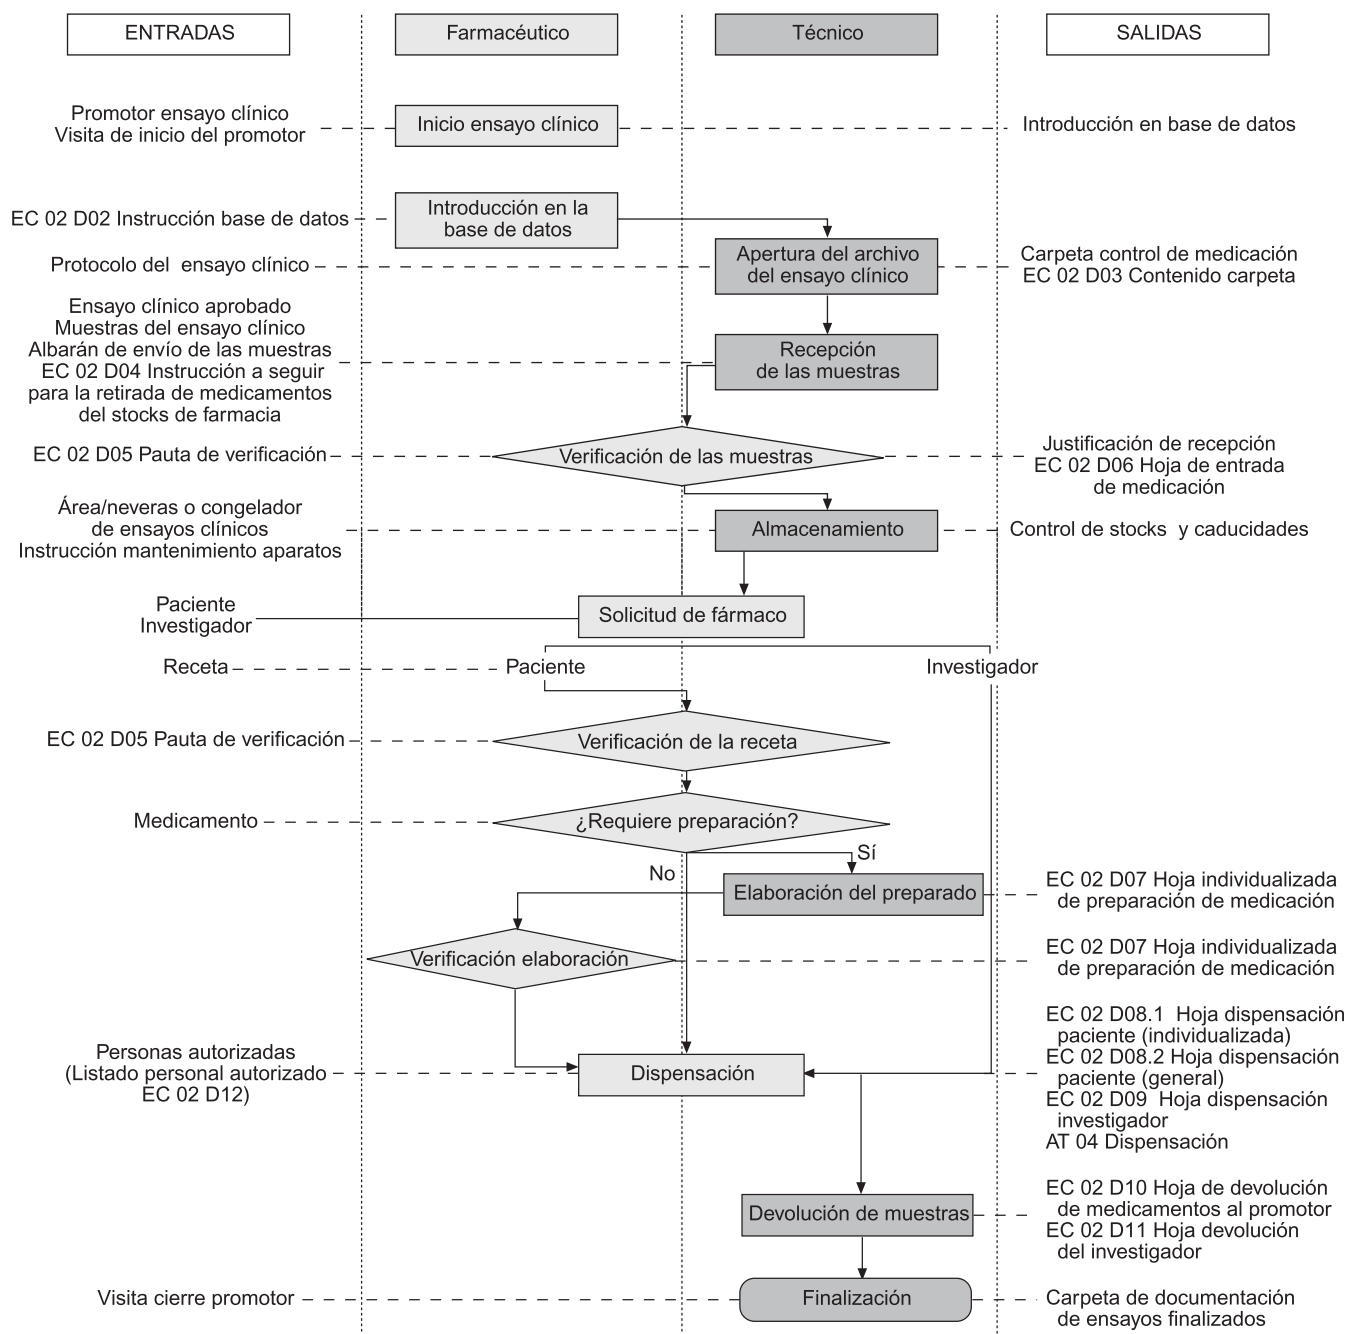 ENTRADAS
Farmacéutico
Técnico
SALIDAS
Promotor ensayo clínico
Visita de inicio del promotor
Inicio ensayo clínico
Introducción en base de datos
EC 02 D02 Instrucción base de datos
Introducción en la
base de datos
Protocolo del ensayo clínico
Apertura del archivo
del ensayo clínico
Carpeta control de medicación
EC 02 D03 Contenido carpeta
Ensayo clínico aprobado
Muestras del ensayo clínico
Albarán de envío de las muestras
EC 02 D04 Instrucción a seguir
para la retirada de medicamentos
del stocks de farmacia
Recepción
de las muestras
EC 02 D05 Pauta de verificación
Verificación de las muestras
Justificación de recepción
EC 02 D06 Hoja de entrada
de medicación
Área/neveras o congelador
de ensayos clínicos
Instrucción mantenimiento aparatos
Almacenamiento
Control de stocks y caducidades
Paciente
Investigador
Solicitud de fármaco
Receta
Paciente
Investigador
EC 02 D05 Pauta de verificación
Verificación de la receta
Medicamento
¿Requiere preparación?
Sí
No
Elaboración del preparado
EC 02 D07 Hoja individualizada
de preparación de medicación
Verificación elaboración
EC 02 D07 Hoja individualizada
de preparación de medicación
Personas autorizadas
(Listado personal autorizado
EC 02 D12)
Dispensación
EC 02 D08.1 Hoja dispensación
paciente (individualizada)
EC 02 D08.2 Hoja dispensación
paciente (general)
EC 02 D09 Hoja dispensación
investigador
AT 04 Dispensación
Devolución de muestras
EC 02 D10 Hoja de devolución
de medicamentos al promotor
EC 02 D11 Hoja devolución
del investigador
Visita cierre promotor
Finalización
Carpeta de documentación
de ensayos finalizados